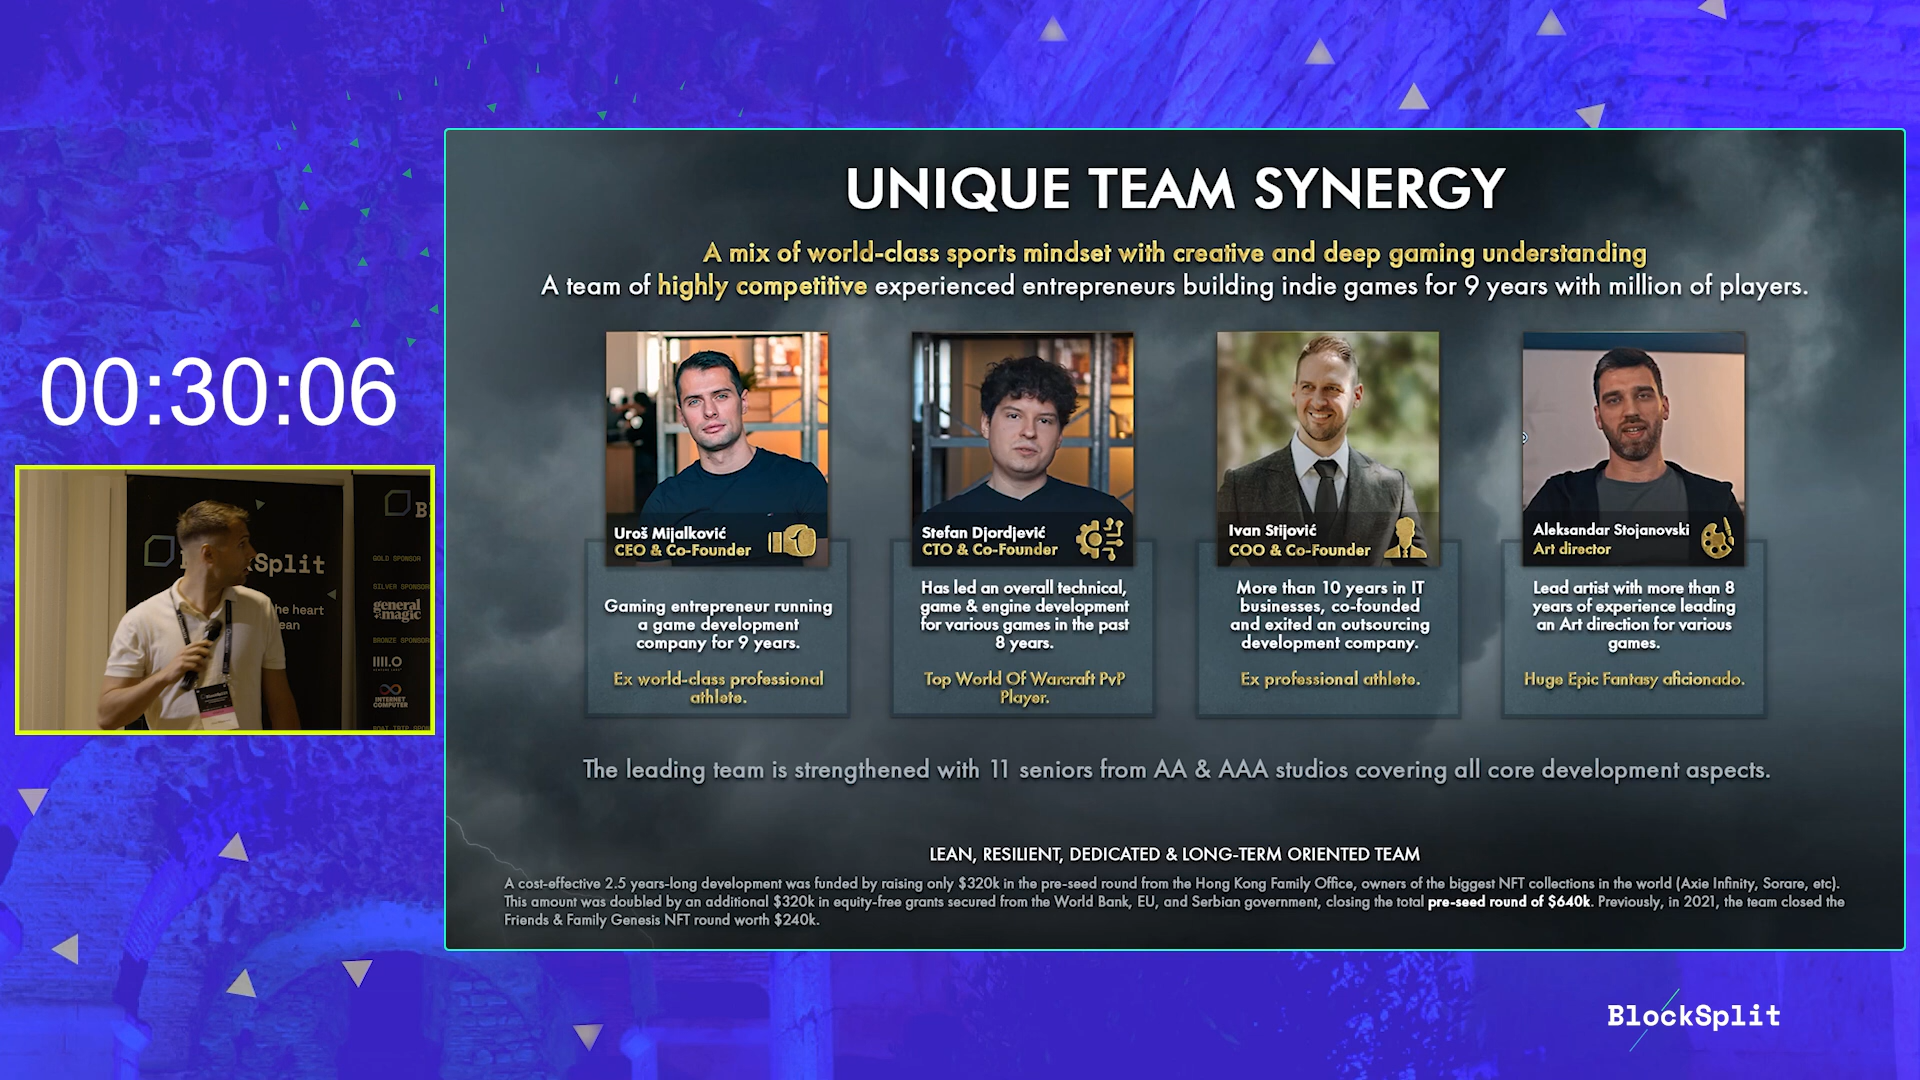 00:30:06
BlockSplit
GOLD SPONSOR
general
magic
INTERNET
COMPUTER
UNIQUE TEAM SYNERGY
A mix of world-class sports mindset with creative and deep gaming understanding
A team of highly competitive experienced entrepreneurs building indie games for 9 years with million of players.
Uroš Mijalković
CEO & Co-Founder
Gaming entrepreneur running
a game development
company for 9 years.
Ex world-class professional
athlete.
Stefan Djordjević
CTO & Co-Founder
Has led an overall technical,
game & engine development
for various games in the past
8 years.
Top World Of Warcraft PvP
Player.
Ivan Stijović
COO & Co-Founder
More than 10 years in IT
businesses, co-founded
and exited an outsourcing
development company.
Ex professional athlete.
Aleksandar Stojanovski
Art director
Lead artist with more than 8
years of experience leading
an Art direction for various
games.
Huge Epic Fantasy aficionado.
The leading team is strengthened with 11 seniors from AA & AAA studios covering all core development aspects.
LEAN, RESILIENT, DEDICATED & LONG-TERM ORIENTED TEAM
A cost-effective 2.5 years-long development was funded by raising only $320k in the pre-seed round from the Hong Kong Family Office, owners of the biggest NFT collections in the world (Axie Infinity, Sorare, etc).
This amount was doubled by an additional $320k in equity-free grants secured from the World Bank, EU, and Serbian government, closing the total pre-seed round of $640k. Previously, in 2021, the team closed the
Friends & Family Genesis NFT round worth $240k.
BlockSplit